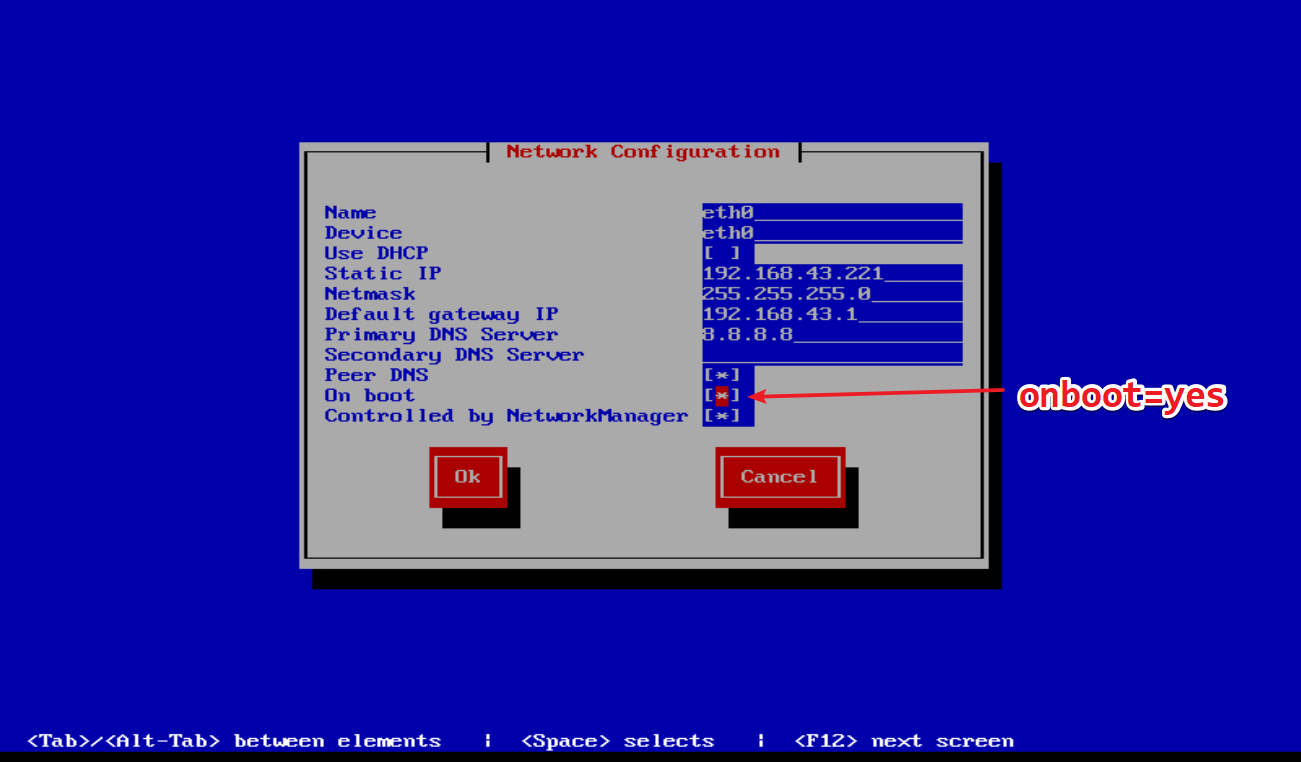 Network Configuration
Name eth0
Device eth0
Use DHCP [ ]
Static IP 192.168.43.221
Netmask 255.255.255.0
Default gateway IP 192.168.43.1
Primary DNS Server 8.8.8.8
Secondary DNS Server
Peer DNS [*]
On boot [*] onboot=yes
Controlled by NetworkManager [*]
Ok Cancel
<Tab>/<Alt-Tab> between elements | <Space> selects | <F12> next screen